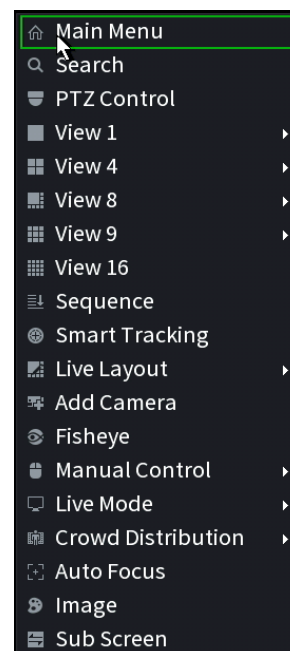 Main Menu
Search
PTZ Control
View 1
View 4
View 8
View 9
View 16
Sequence
Smart Tracking
Live Layout
Add Camera
Fisheye
Manual Control
Live Mode
Crowd Distribution
Auto Focus
Image
Sub Screen